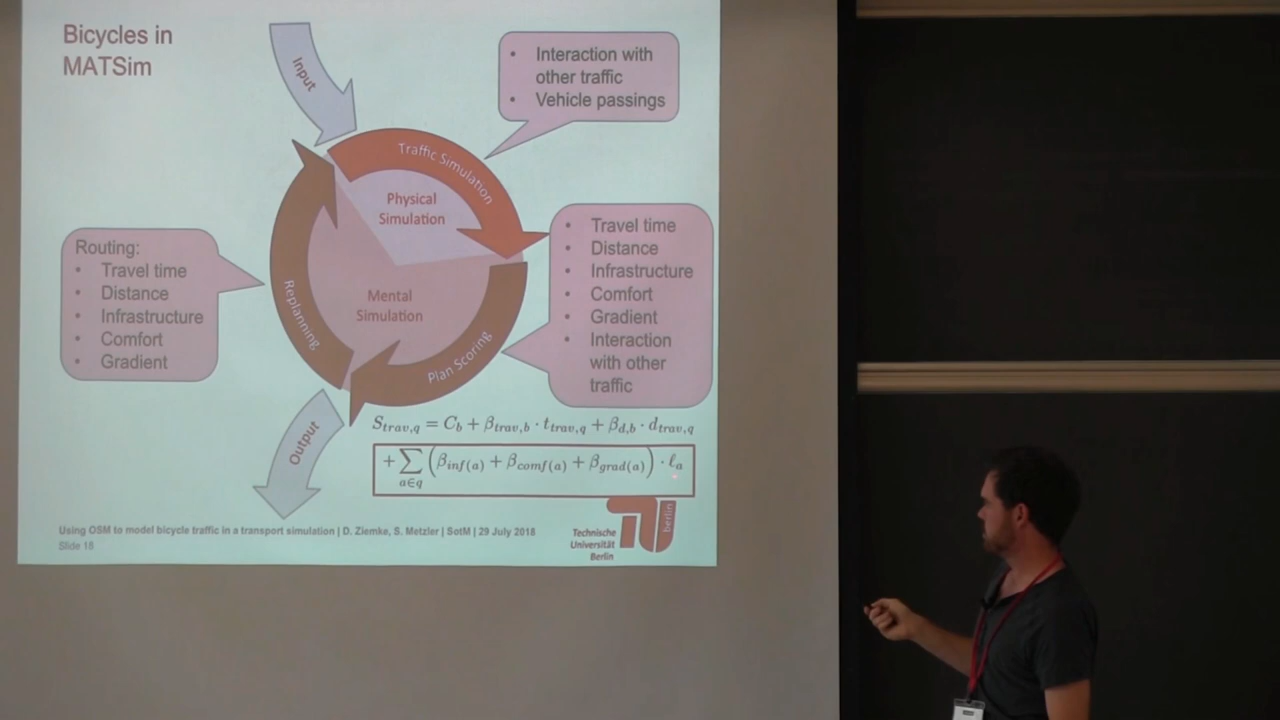 Bicycles in
MATSim
Input
• Interaction with
other traffic
• Vehicle passings
Traffic Simulation
Physical
Simulation
Routing:
• Travel time
• Distance
• Infrastructure
• Comfort
• Gradient
Replanning
Mental
Simulation
Plan Scoring
• Travel time
• Distance
• Infrastructure
• Comfort
• Gradient
• Interaction
with other
traffic
Output
S_{trav,q} = C_b + β_{trav,b} · t_{trav,q} + β_{d,b} · d_{trav,q}
+ ∑_{a∈q} (β_{inf(a)} + β_{comf(a)} + β_{grad(a)}) · ℓ_a
Using OSM to model bicycle traffic in a transport simulation | D. Ziemke, S. Metzler | SotM | 29 July 2018
Slide 18
Technische
Universität
Berlin
berlin